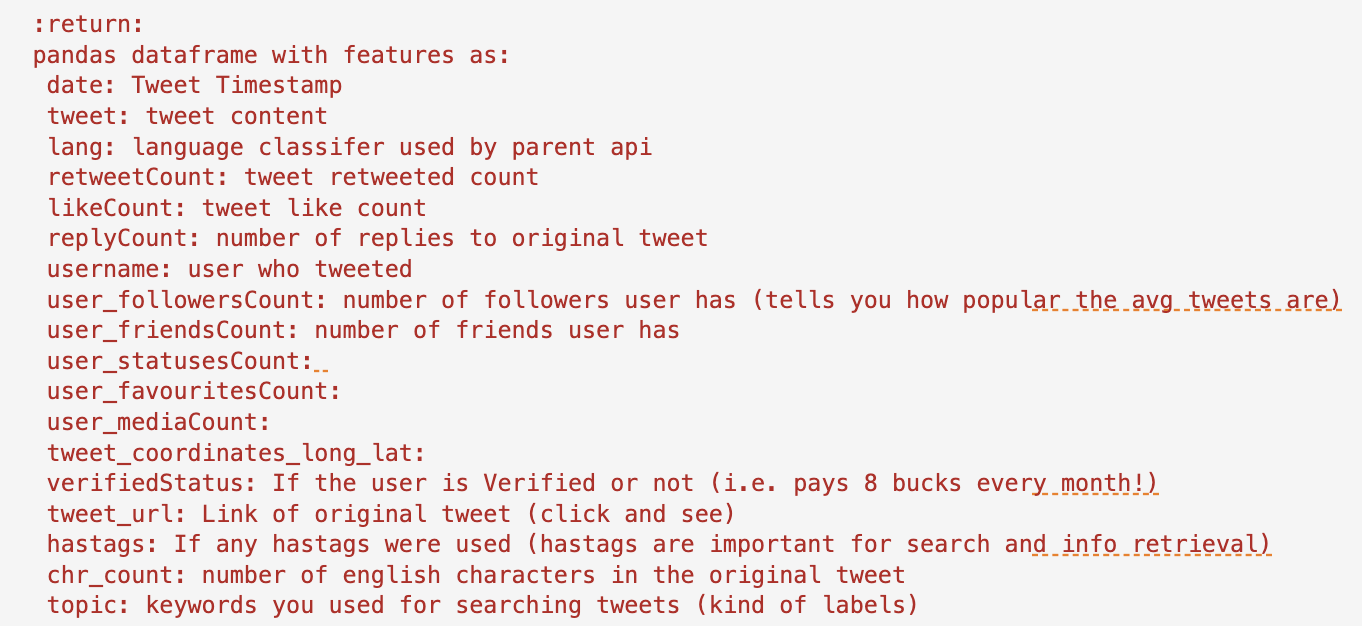 :return:
pandas dataframe with features as:
date: Tweet Timestamp
tweet: tweet content
lang: language classifer used by parent api
retweetCount: tweet retweeted count
likeCount: tweet like count
replyCount: number of replies to original tweet
username: user who tweeted
user_followersCount: number of followers user has (tells you how popular the avg tweets are)
user_friendsCount: number of friends user has
user_statusesCount:
user_favouritesCount:
user_mediaCount:
tweet_coordinates_long_lat:
verifiedStatus: If the user is Verified or not (i.e. pays 8 bucks every month!)
tweet_url: Link of original tweet (click and see)
hastags: If any hastags were used (hastags are important for search and info retrieval)
chr_count: number of english characters in the original tweet
topic: keywords you used for searching tweets (kind of labels)